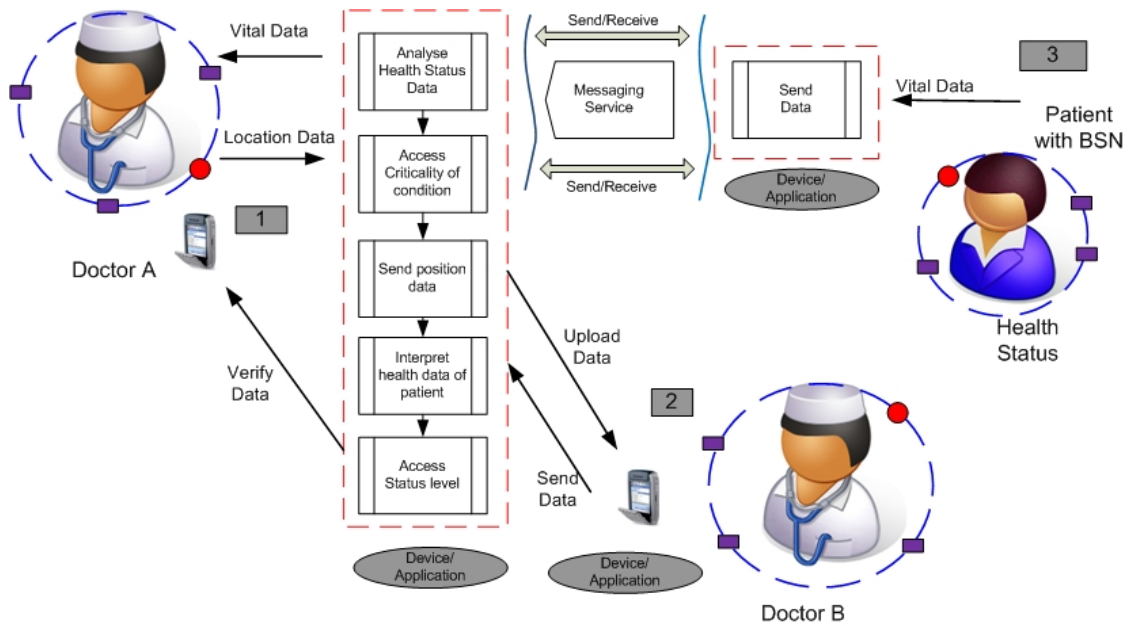 Vital Data
Location Data
1
Doctor A
Verify
Data
Analyse
Health Status
Data
Access
Criticality of
condition
Send position
data
Interpret
health data of
patient
Access
Status level
Device/
Application
Send/Receive
Messaging
Service
Send/Receive
Send
Data
Device/
Application
Vital Data
3
Patient
with BSN
Health
Status
Upload
Data
2
Send
Data
Device/
Application
Doctor B